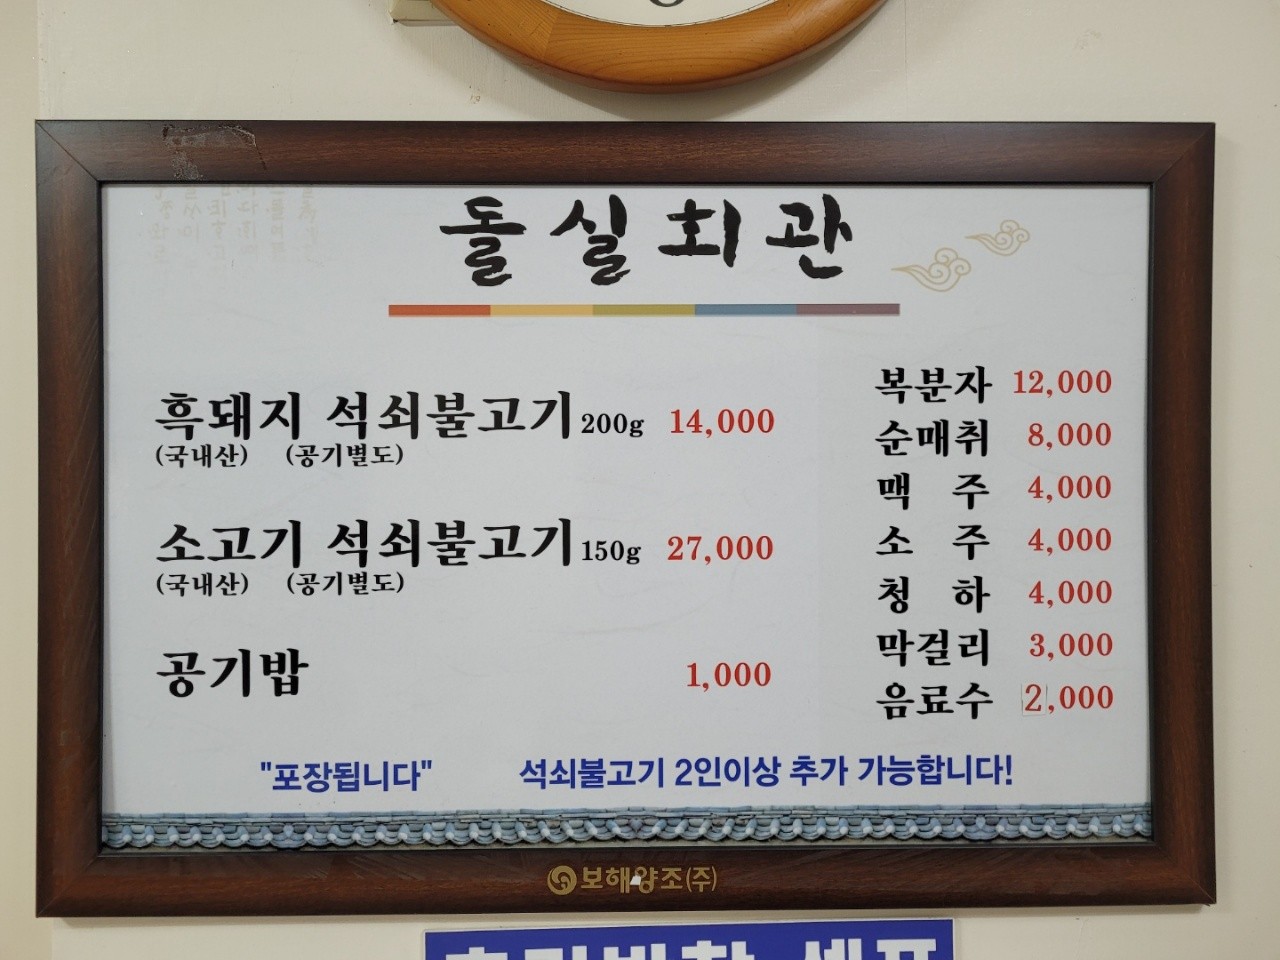 돌실회관
흑돼지 석쇠불고기 200g 14,000
(국내산) (공기별도)
소고기 석쇠불고기 150g 27,000
(국내산) (공기별도)
공기밥 1,000
복분자 12,000
순매취 8,000
맥 주 4,000
소 주 4,000
청 하 4,000
막걸리 3,000
음료수 2,000
"포장됩니다" 석쇠불고기 2인이상 추가 가능합니다!
보해양조(주)